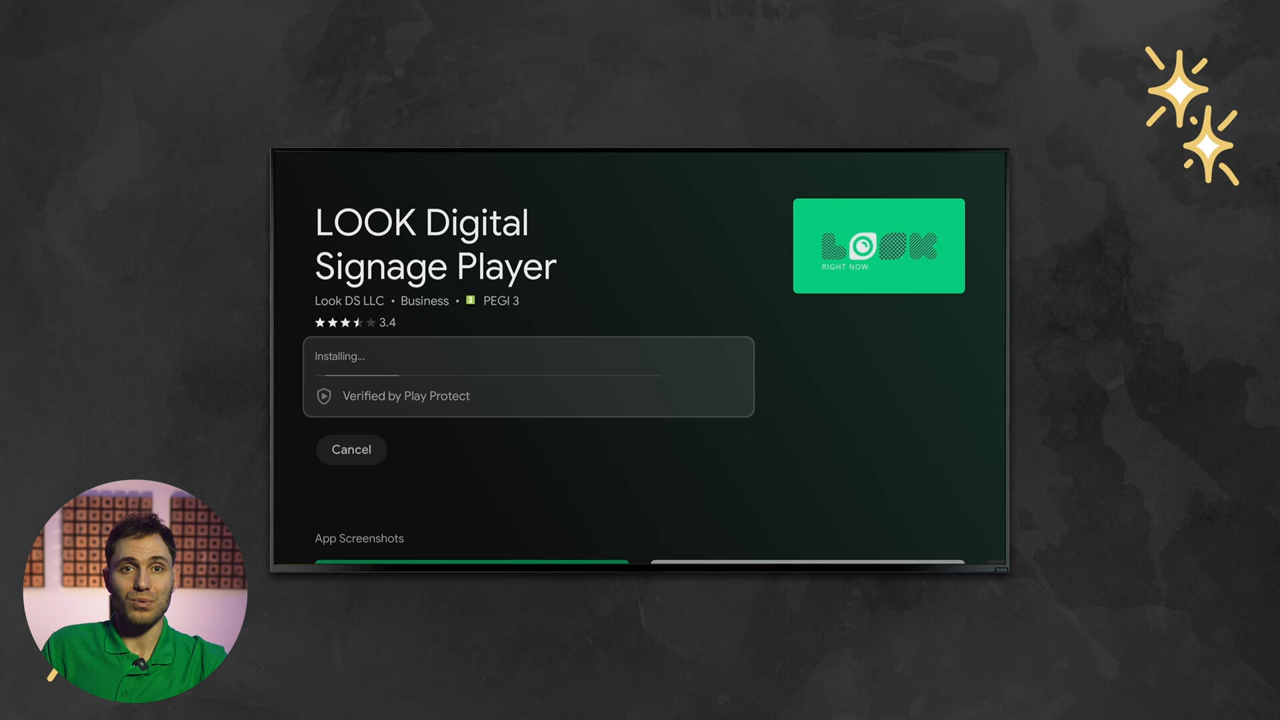 LOOK Digital
Signage Player
Look DS LLC • Business • 3 PEGI 3
3.4
LOOK
RIGHT NOW
Installing...
Verified by Play Protect
Cancel
App Screenshots